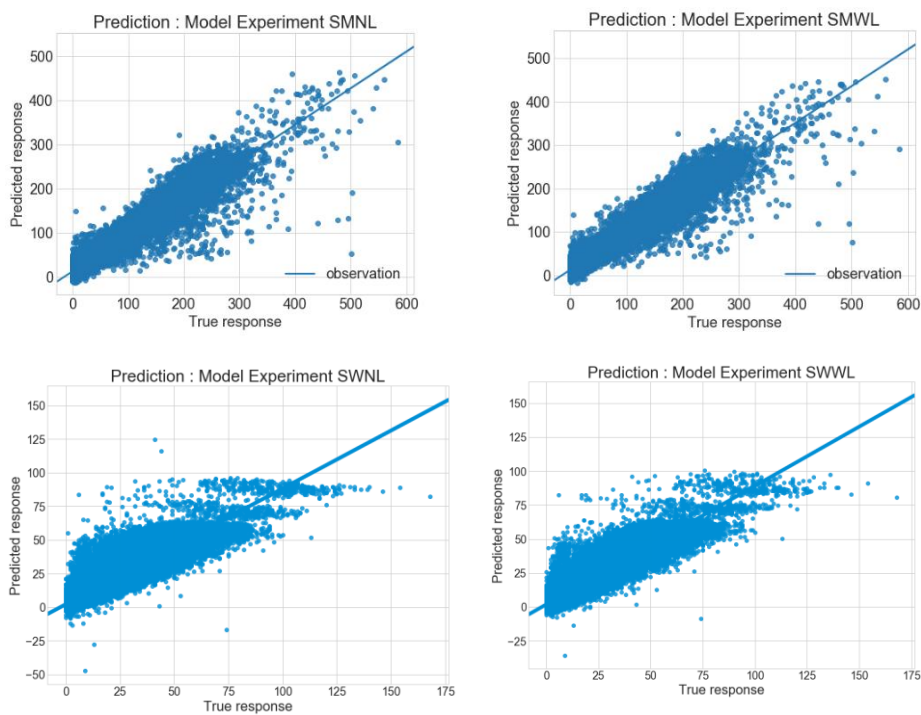 Prediction : Model Experiment SMNL
500
400
300
200
100
0
Predicted response
observation
0 100 200 300 400 500 600
True response
Prediction : Model Experiment SMWL
500
400
300
200
100
0
Predicted response
observation
0 100 200 300 400 500 600
True response
Prediction : Model Experiment SWNL
150
125
100
75
50
25
0
−25
−50
Predicted response
0 25 50 75 100 125 150 175
True response
Prediction : Model Experiment SWWL
150
125
100
75
50
25
0
−25
Predicted response
0 25 50 75 100 125 150 175
True response